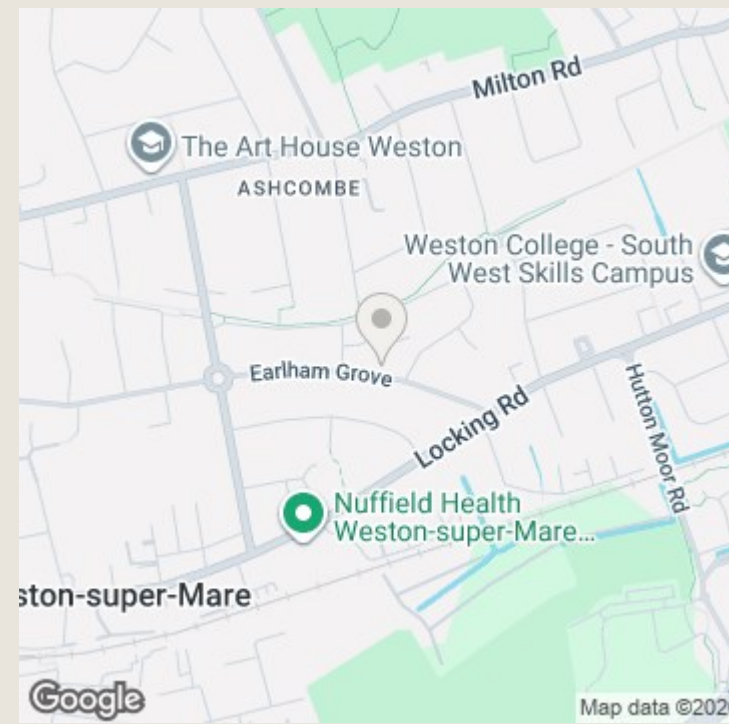 Milton Rd
The Art House Weston
ASHCOMBE
Weston College - South
West Skills Campus
Earlham Grove
Locking Rd
Hutton Moor Rd
Nuffield Health
Weston-super-Mare...
ston-super-Mare
Google
Map data ©202